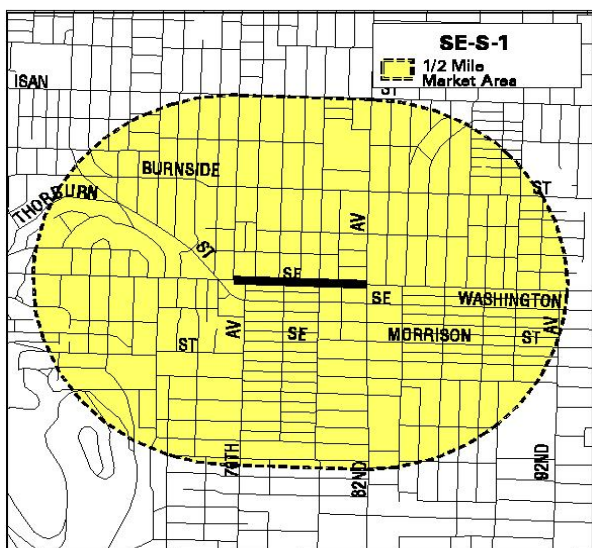 SE-S-1
1/2 Mile
Market Area
ISAN
ST
BURNSIDE
THORBURN
ST
ST
AV
SE
SE
WASHINGTON
AV
SE
MORRISON
ST
AV
ST
82ND
92ND